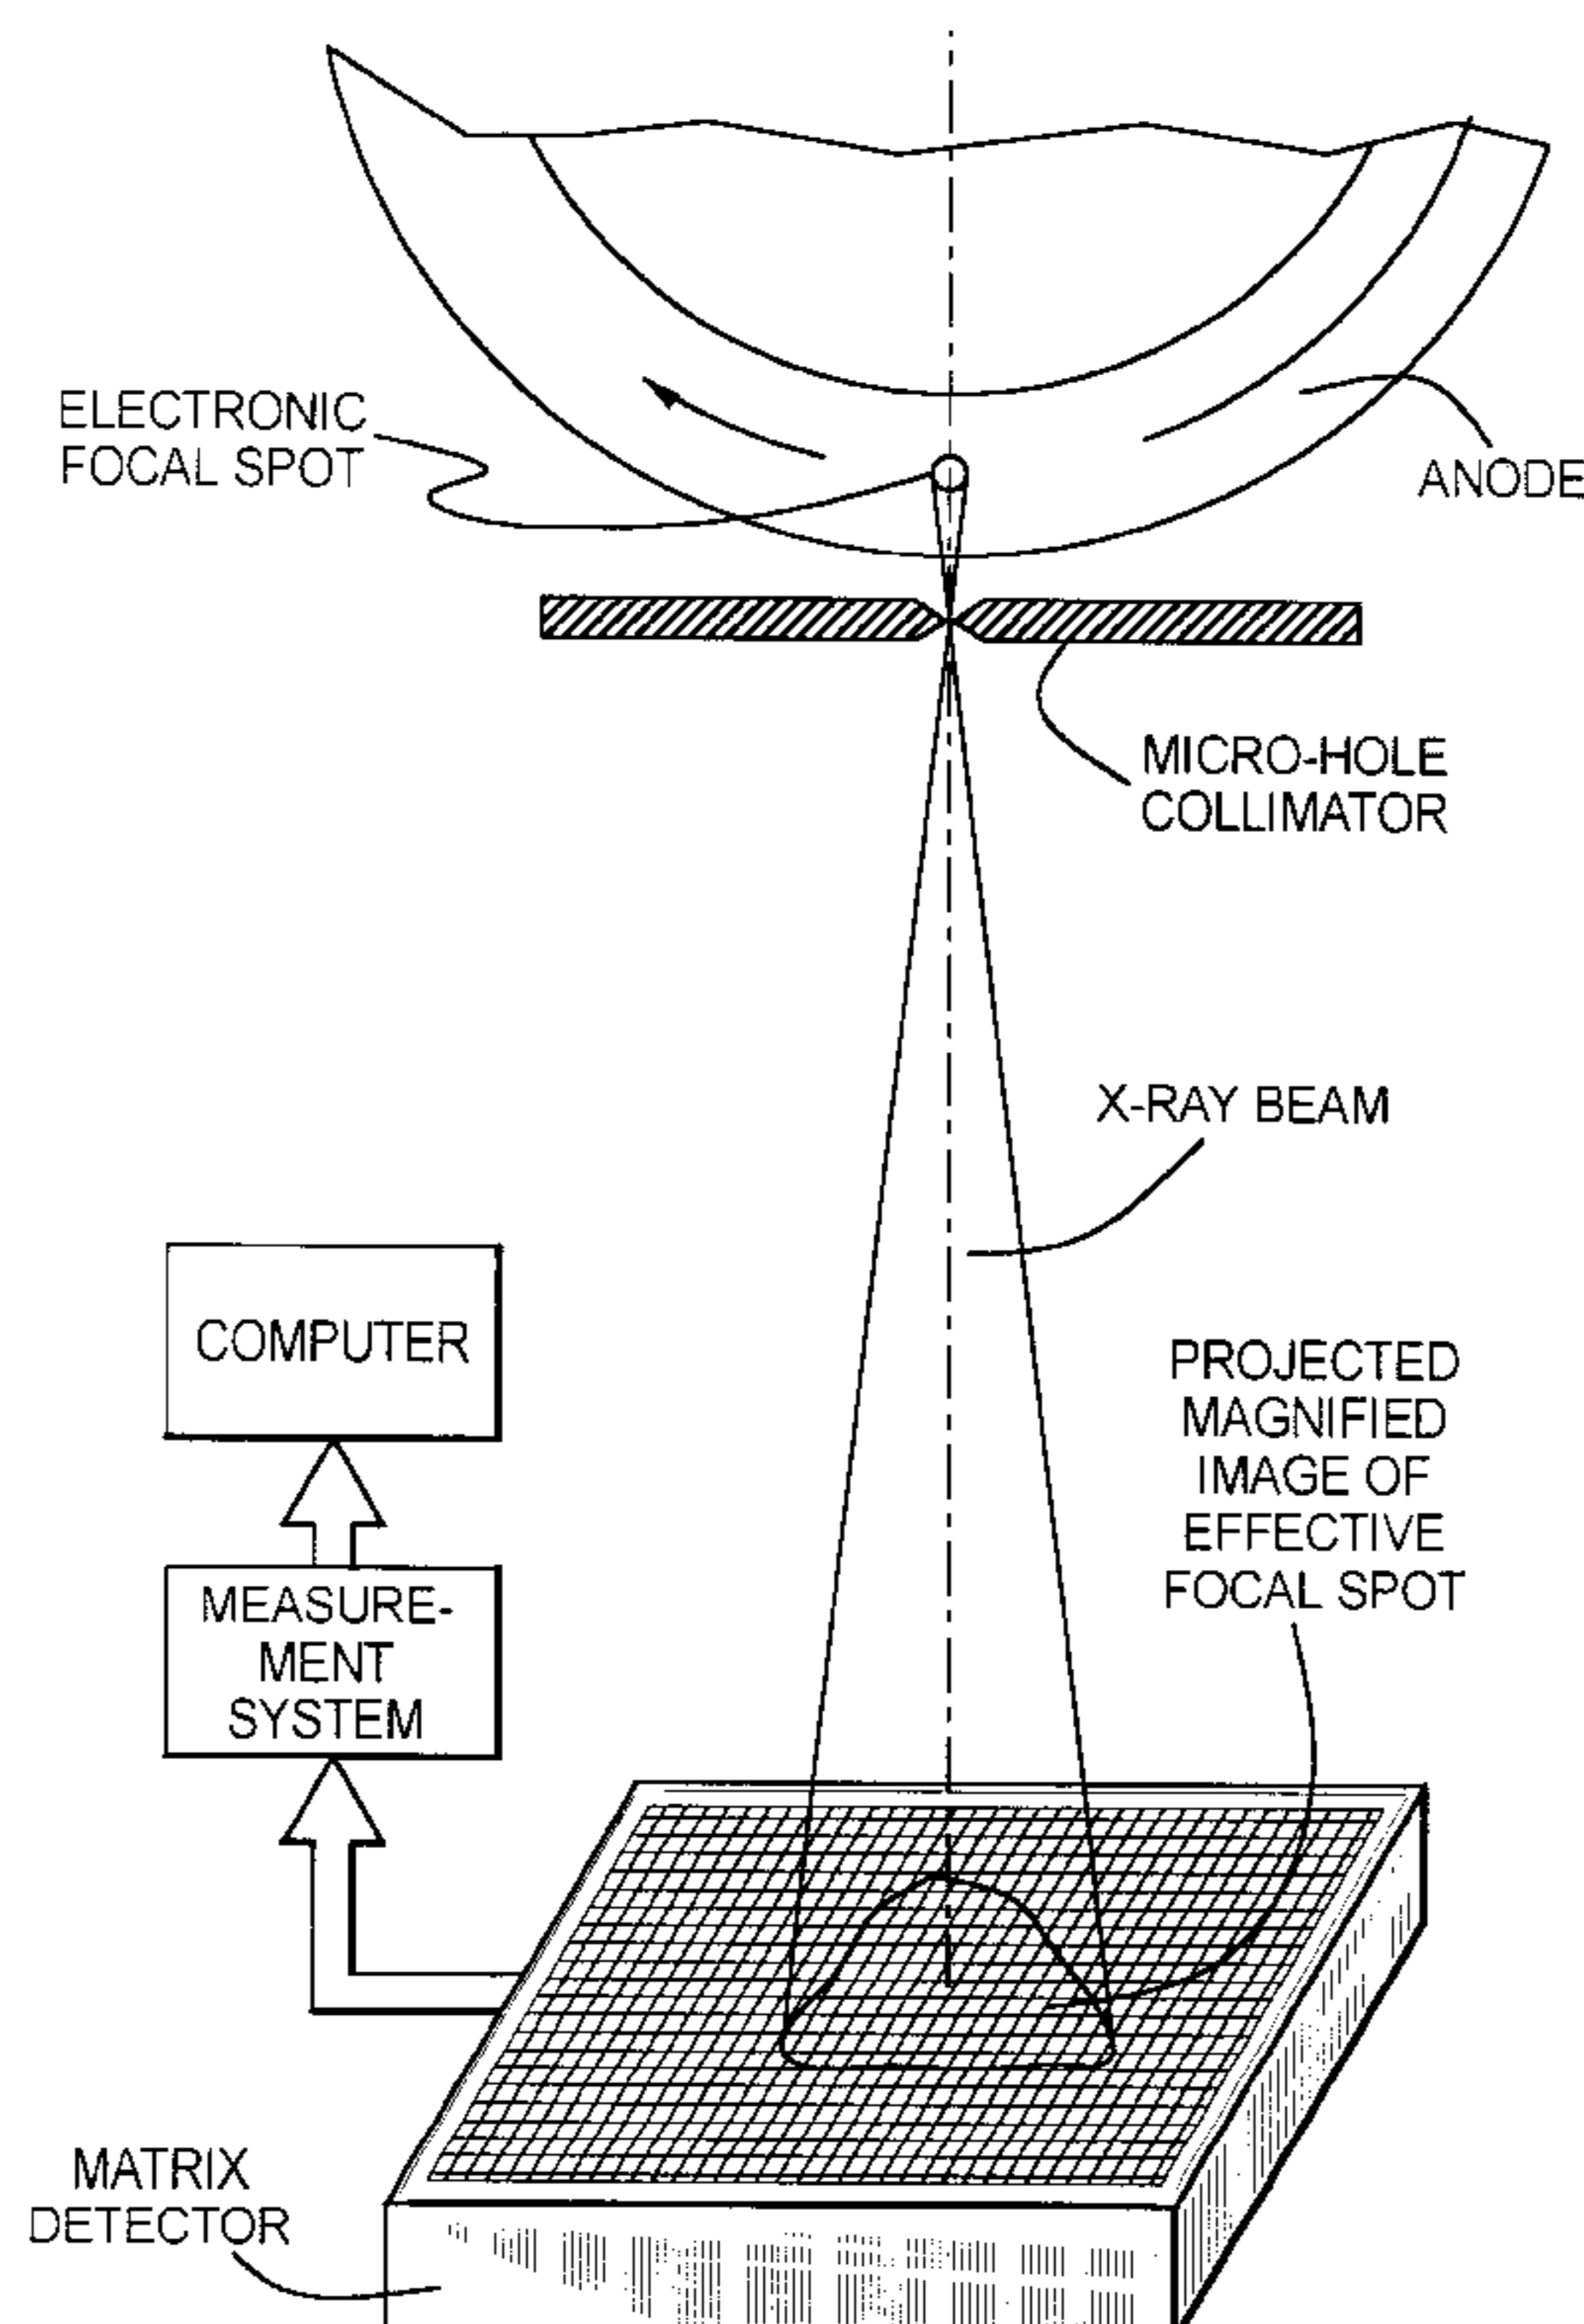 ELECTRONIC
FOCAL SPOT
ANODE
MICRO-HOLE
COLLIMATOR
X-RAY BEAM
COMPUTER
PROJECTED
MAGNIFIED
IMAGE OF
EFFECTIVE
FOCAL SPOT
MEASURE-
MENT
SYSTEM
MATRIX
DETECTOR